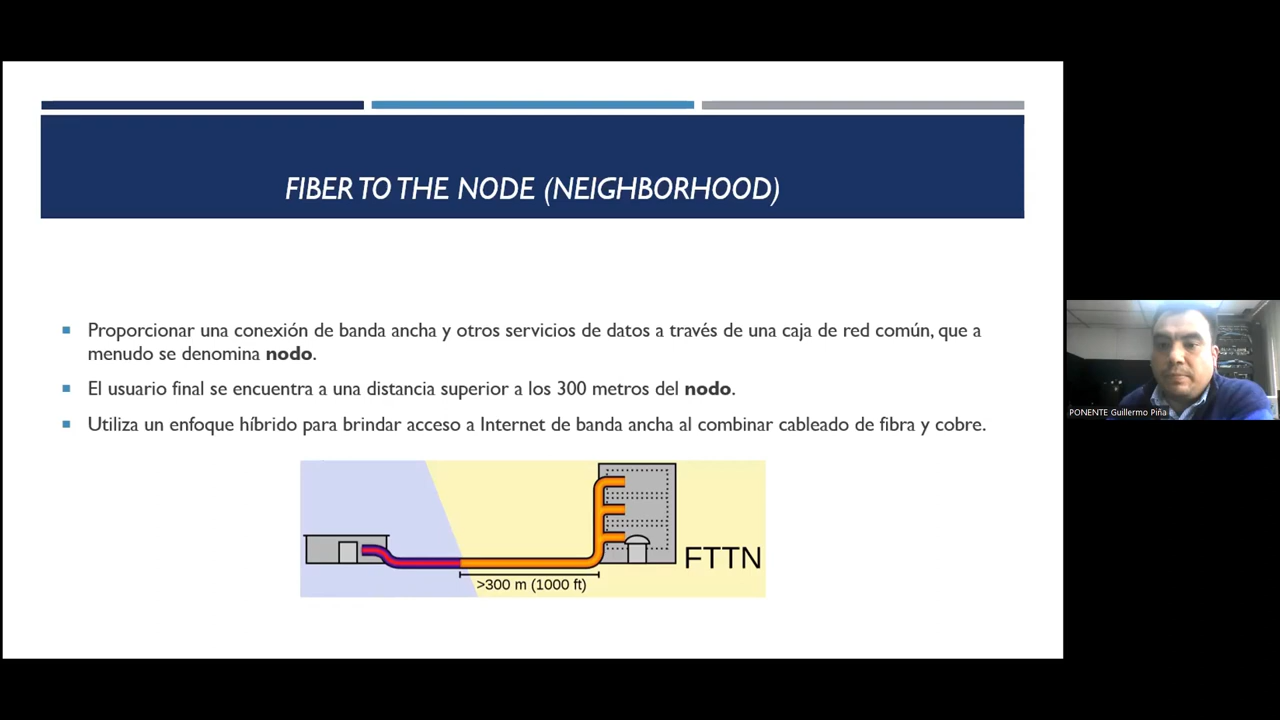 FIBER TO THE NODE (NEIGHBORHOOD)
Proporcionar una conexión de banda ancha y otros servicios de datos a través de una caja de red común, que a
menudo se denomina nodo.
El usuario final se encuentra a una distancia superior a los 300 metros del nodo.
Utiliza un enfoque híbrido para brindar acceso a Internet de banda ancha al combinar cableado de fibra y cobre.
FTTN
>300 m (1000 ft)
PONENTE Guillermo Piña